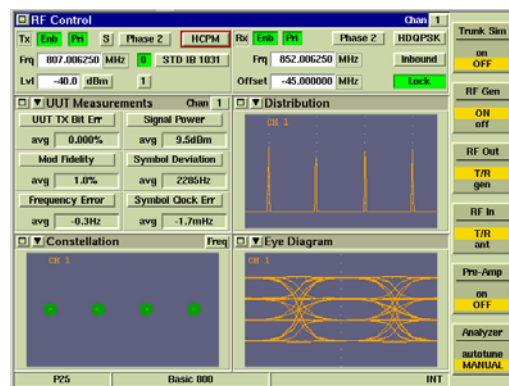 RF Control Chan 1
Tx Enb Pri S Phase 2 HCPM Rx Enb Pri Phase 2 HDQPSK
Frq 807.006250 MHz 0 STD IB 1031 Frq 852.006250 MHz Inbound
Lvl -40.0 dBm 1 Offset -45.000000 MHz Lock
UUT Measurements Chan 1
UUT TX Bit Err Signal Power
avg 0.000% avg 9.5dBm
Mod Fidelity Symbol Deviation
avg 1.0% avg 2285Hz
Frequency Error Symbol Clock Err
avg -0.3Hz avg -1.7mHz
Distribution
CH 1
Constellation Freq
CH 1
Eye Diagram
CH 1
P25 Basic 800 INT
Trunk Sim
on
OFF
RF Gen
ON
off
RF Out
T/R
gen
RF In
T/R
ant
Pre-Amp
on
OFF
Analyzer
autotune
MANUAL